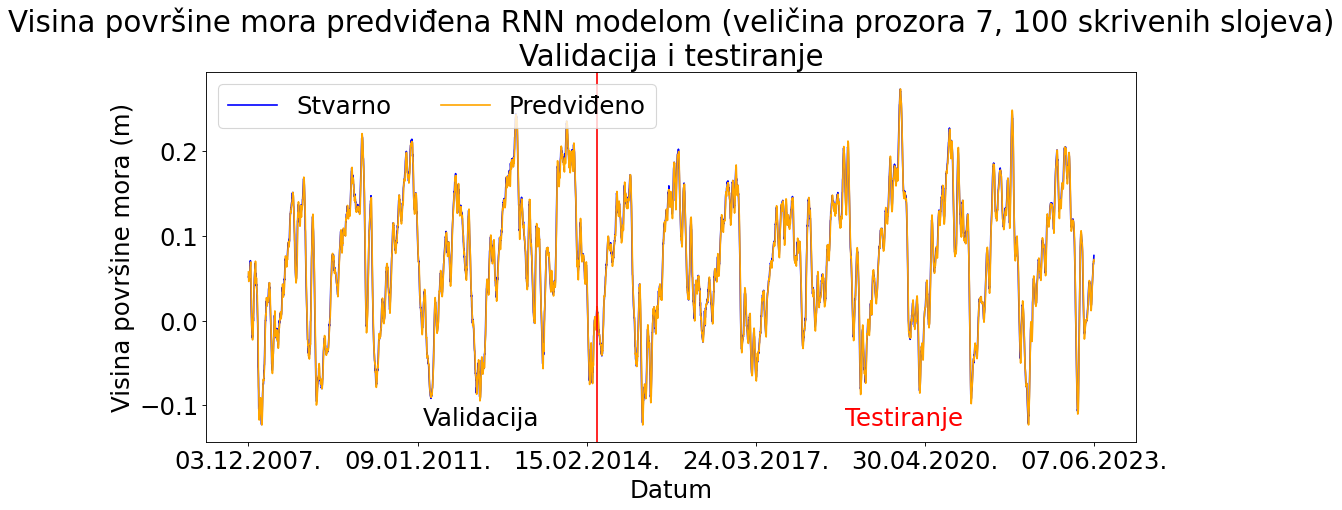 Visina površine mora predviđena RNN modelom (veličina prozora 7, 100 skrivenih slojeva)
Validacija i testiranje
Stvarno
Predviđeno
Visina površine mora (m)
0.2
0.1
0.0
−0.1
Validacija
Testiranje
03.12.2007.
09.01.2011.
15.02.2014.
24.03.2017.
30.04.2020.
07.06.2023.
Datum